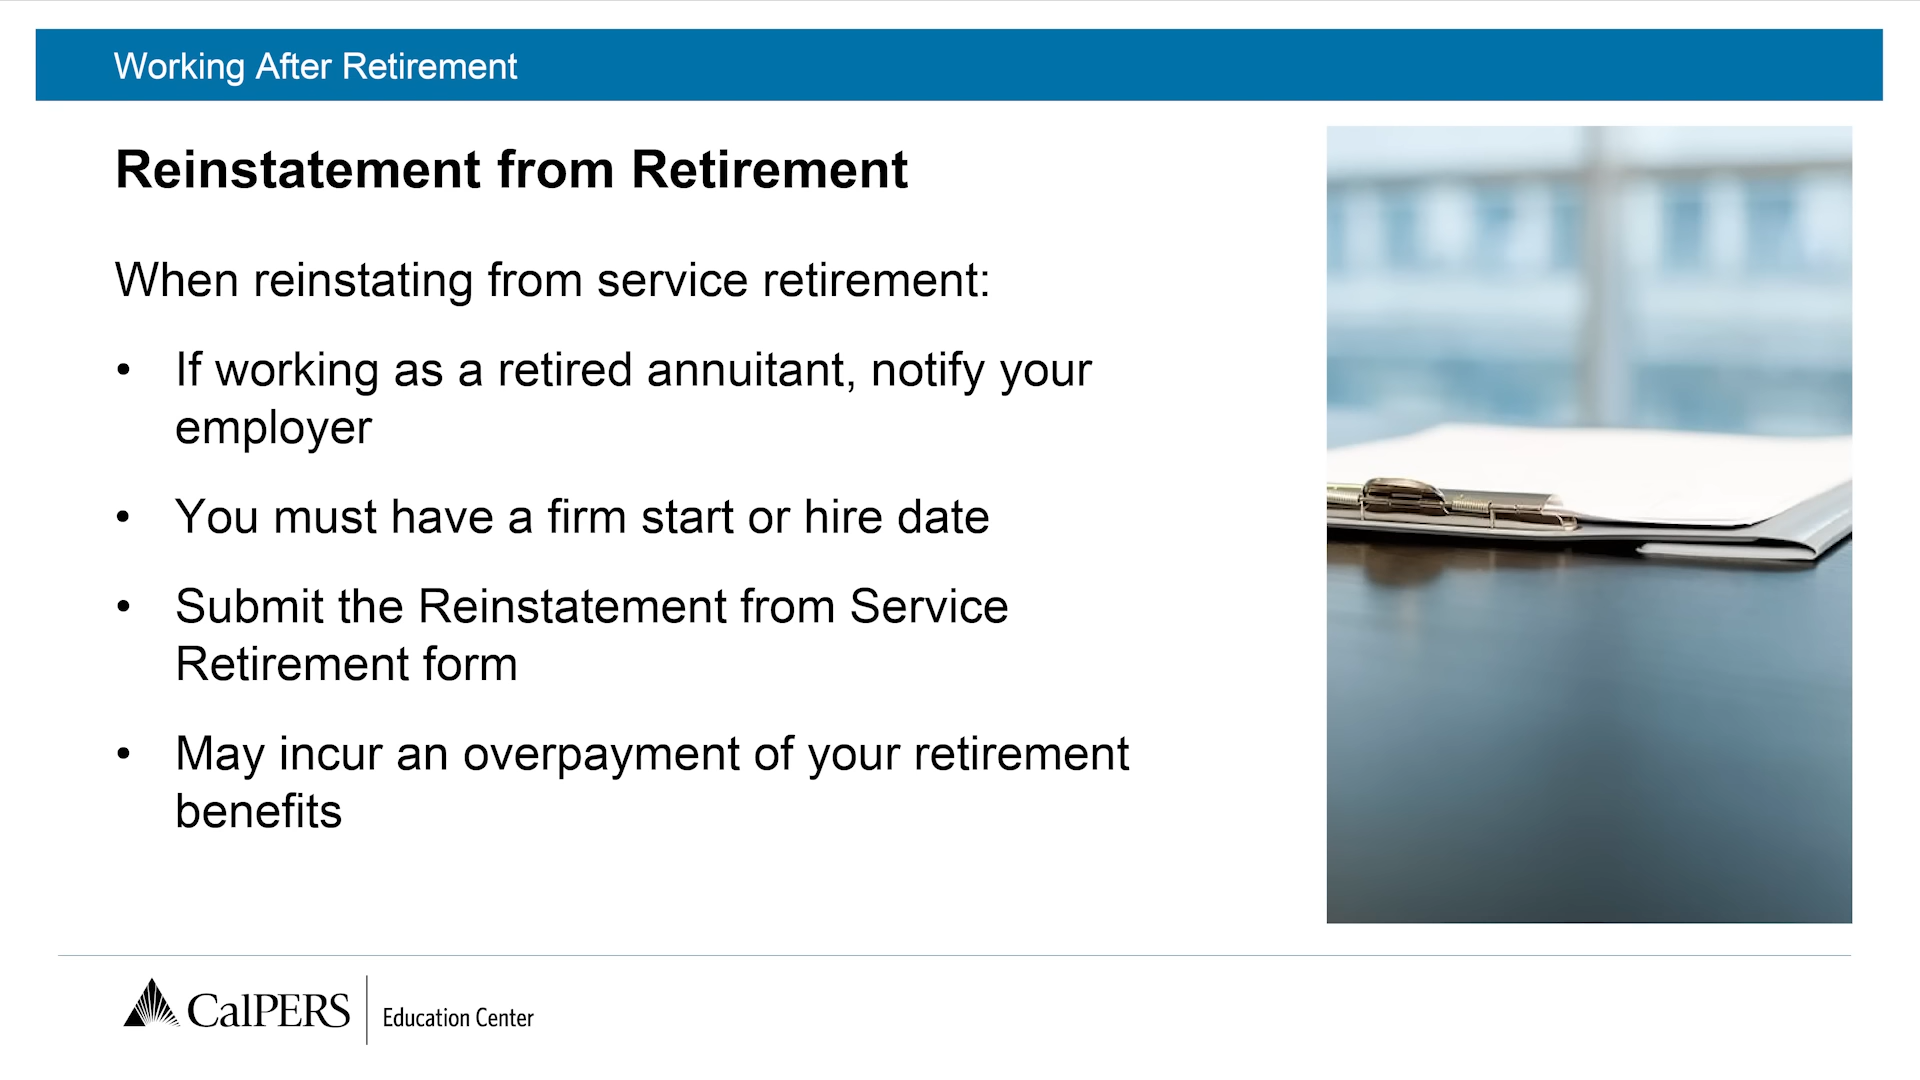 Working After Retirement
Reinstatement from Retirement
When reinstating from service retirement:
• If working as a retired annuitant, notify your
employer
• You must have a firm start or hire date
• Submit the Reinstatement from Service
Retirement form
• May incur an overpayment of your retirement
benefits
CalPERS Education Center